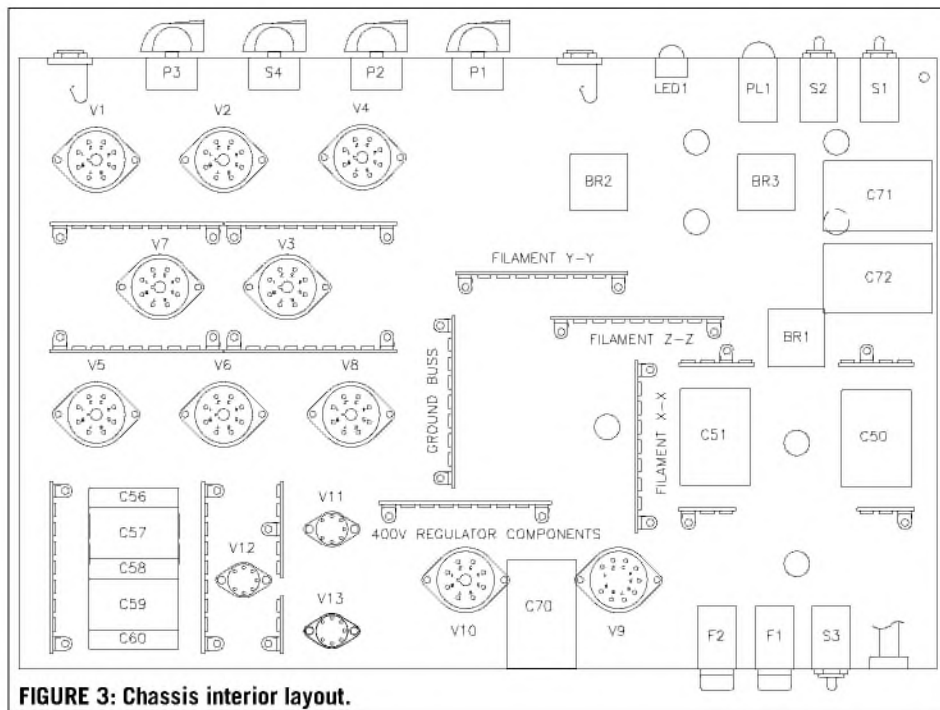 P3
S4
P2
P1
LED1
PL1
S2
S1
V1
V2
V4
BR2
BR3
C71
V7
V3
FILAMENT Y-Y
C72
FILAMENT Z-Z
BR1
V5
V6
V8
GROUND BUSS
FILAMENT X-X
C51
C50
C56
C57
C58
C59
C60
V12
V11
V13
400V REGULATOR COMPONENTS
V10
C70
V9
F2
F1
S3
FIGURE 3: Chassis interior layout.